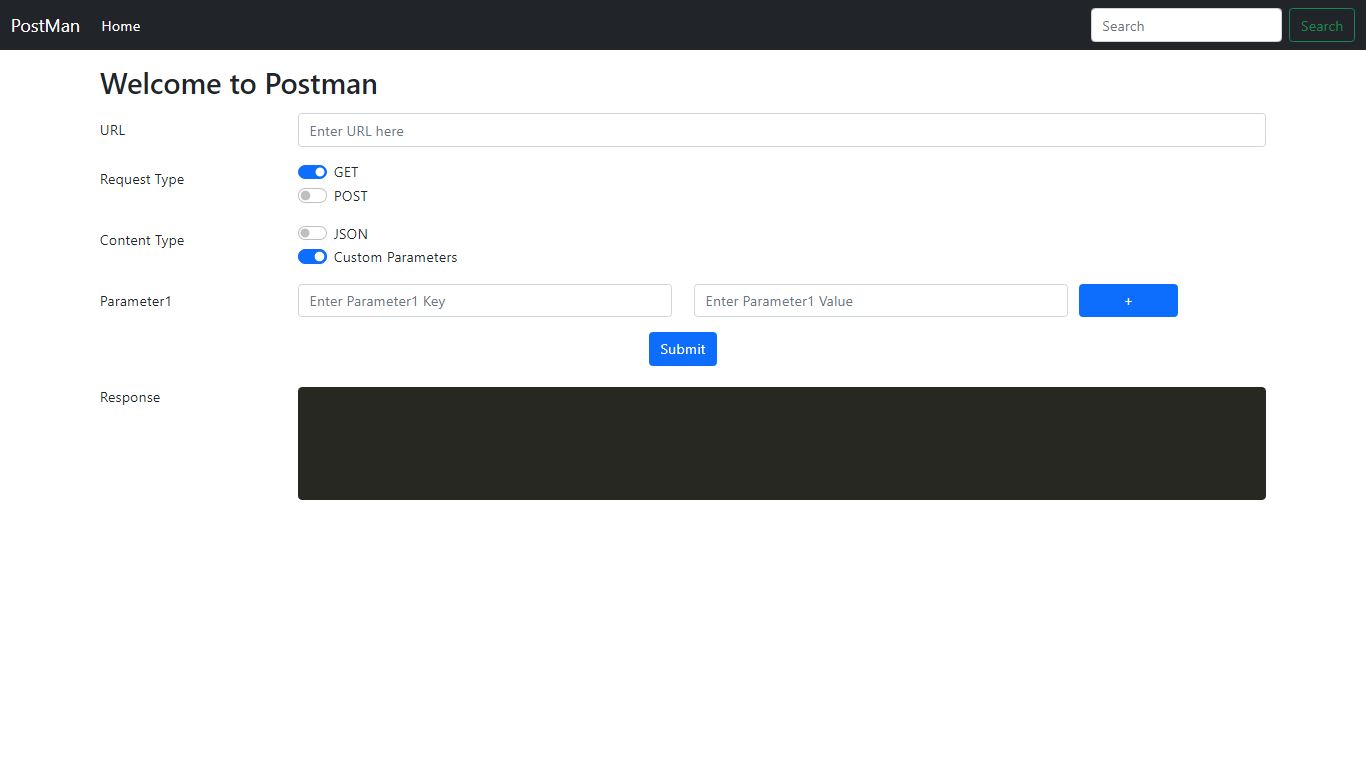 PostMan Home Search Search
Welcome to Postman
URL Enter URL here
Request Type GET
POST
Content Type JSON
Custom Parameters
Parameter1 Enter Parameter1 Key Enter Parameter1 Value +
Submit
Response